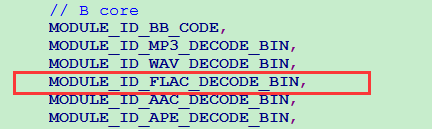 // B core
MODULE_ID_BB_CODE,
MODULE_ID_MP3_DECODE_BIN,
MODULE_ID_WAV_DECODE_BIN,
MODULE_ID_FLAC_DECODE_BIN,
MODULE_ID_AAC_DECODE_BIN,
MODULE_ID_APE_DECODE_BIN,